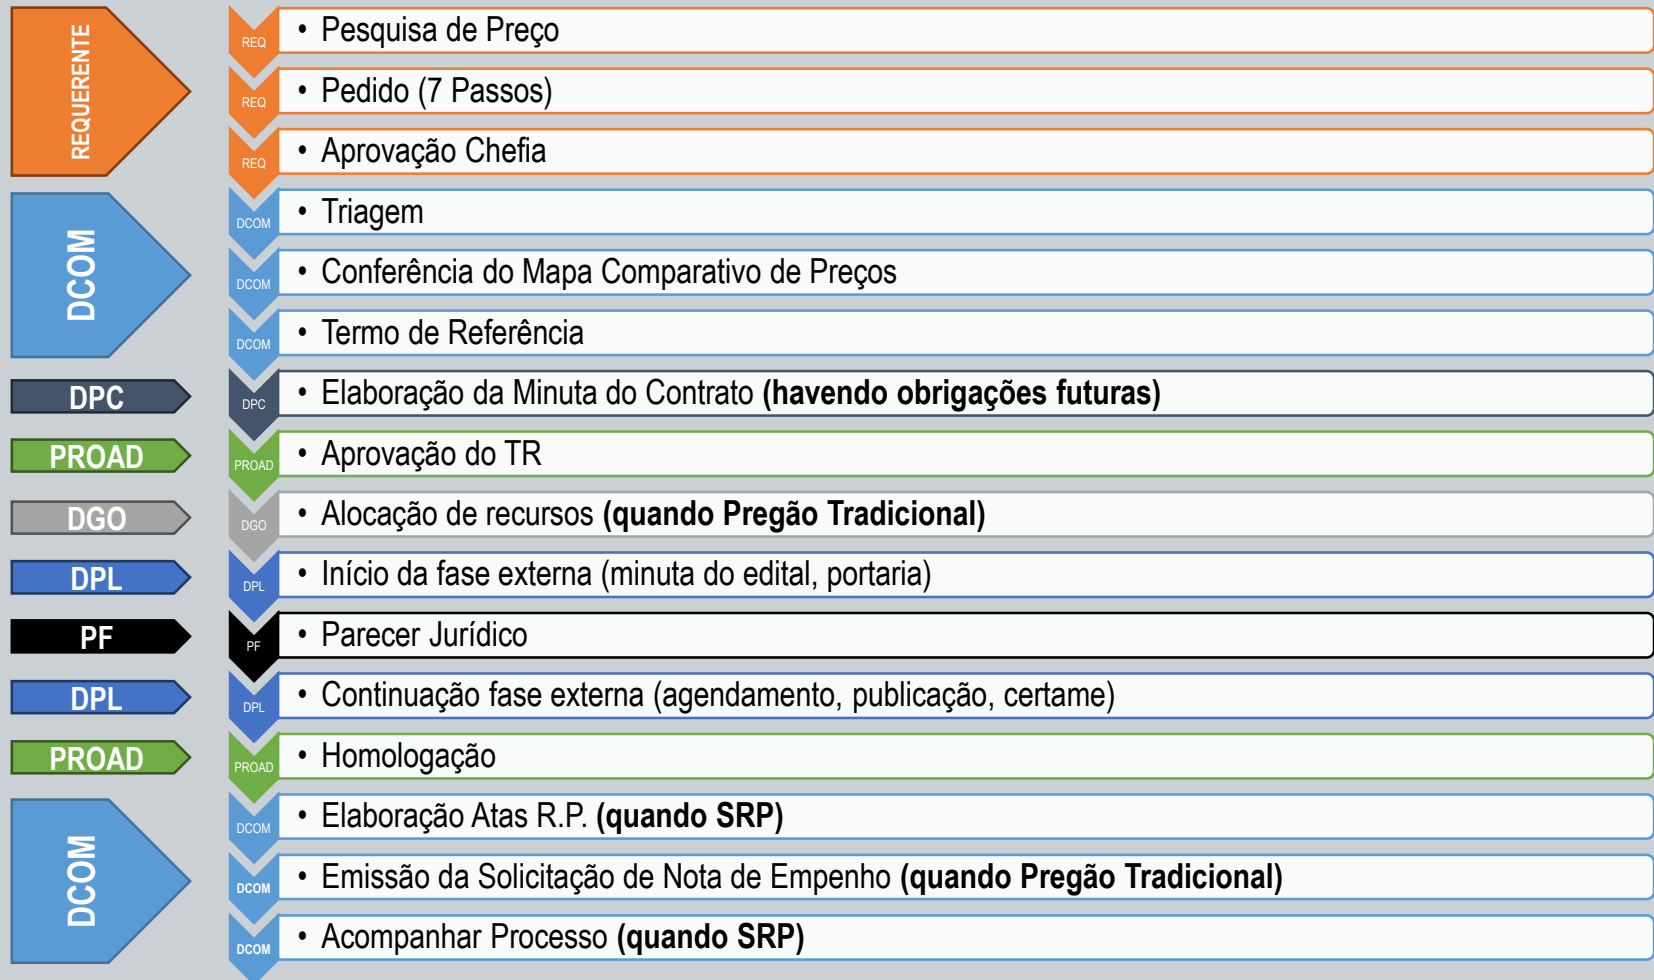 REQUERENTE
REQ
• Pesquisa de Preço
REQ
• Pedido (7 Passos)
REQ
• Aprovação Chefia
DCOM
DCOM
• Triagem
DCOM
• Conferência do Mapa Comparativo de Preços
DCOM
• Termo de Referência
DPC
DPC
• Elaboração da Minuta do Contrato (havendo obrigações futuras)
PROAD
PROAD
• Aprovação do TR
DGO
DGO
• Alocação de recursos (quando Pregão Tradicional)
DPL
DPL
• Início da fase externa (minuta do edital, portaria)
PF
PF
• Parecer Jurídico
DPL
DPL
• Continuação fase externa (agendamento, publicação, certame)
PROAD
PROAD
• Homologação
DCOM
DCOM
• Elaboração Atas R.P. (quando SRP)
DCOM
• Emissão da Solicitação de Nota de Empenho (quando Pregão Tradicional)
DCOM
• Acompanhar Processo (quando SRP)